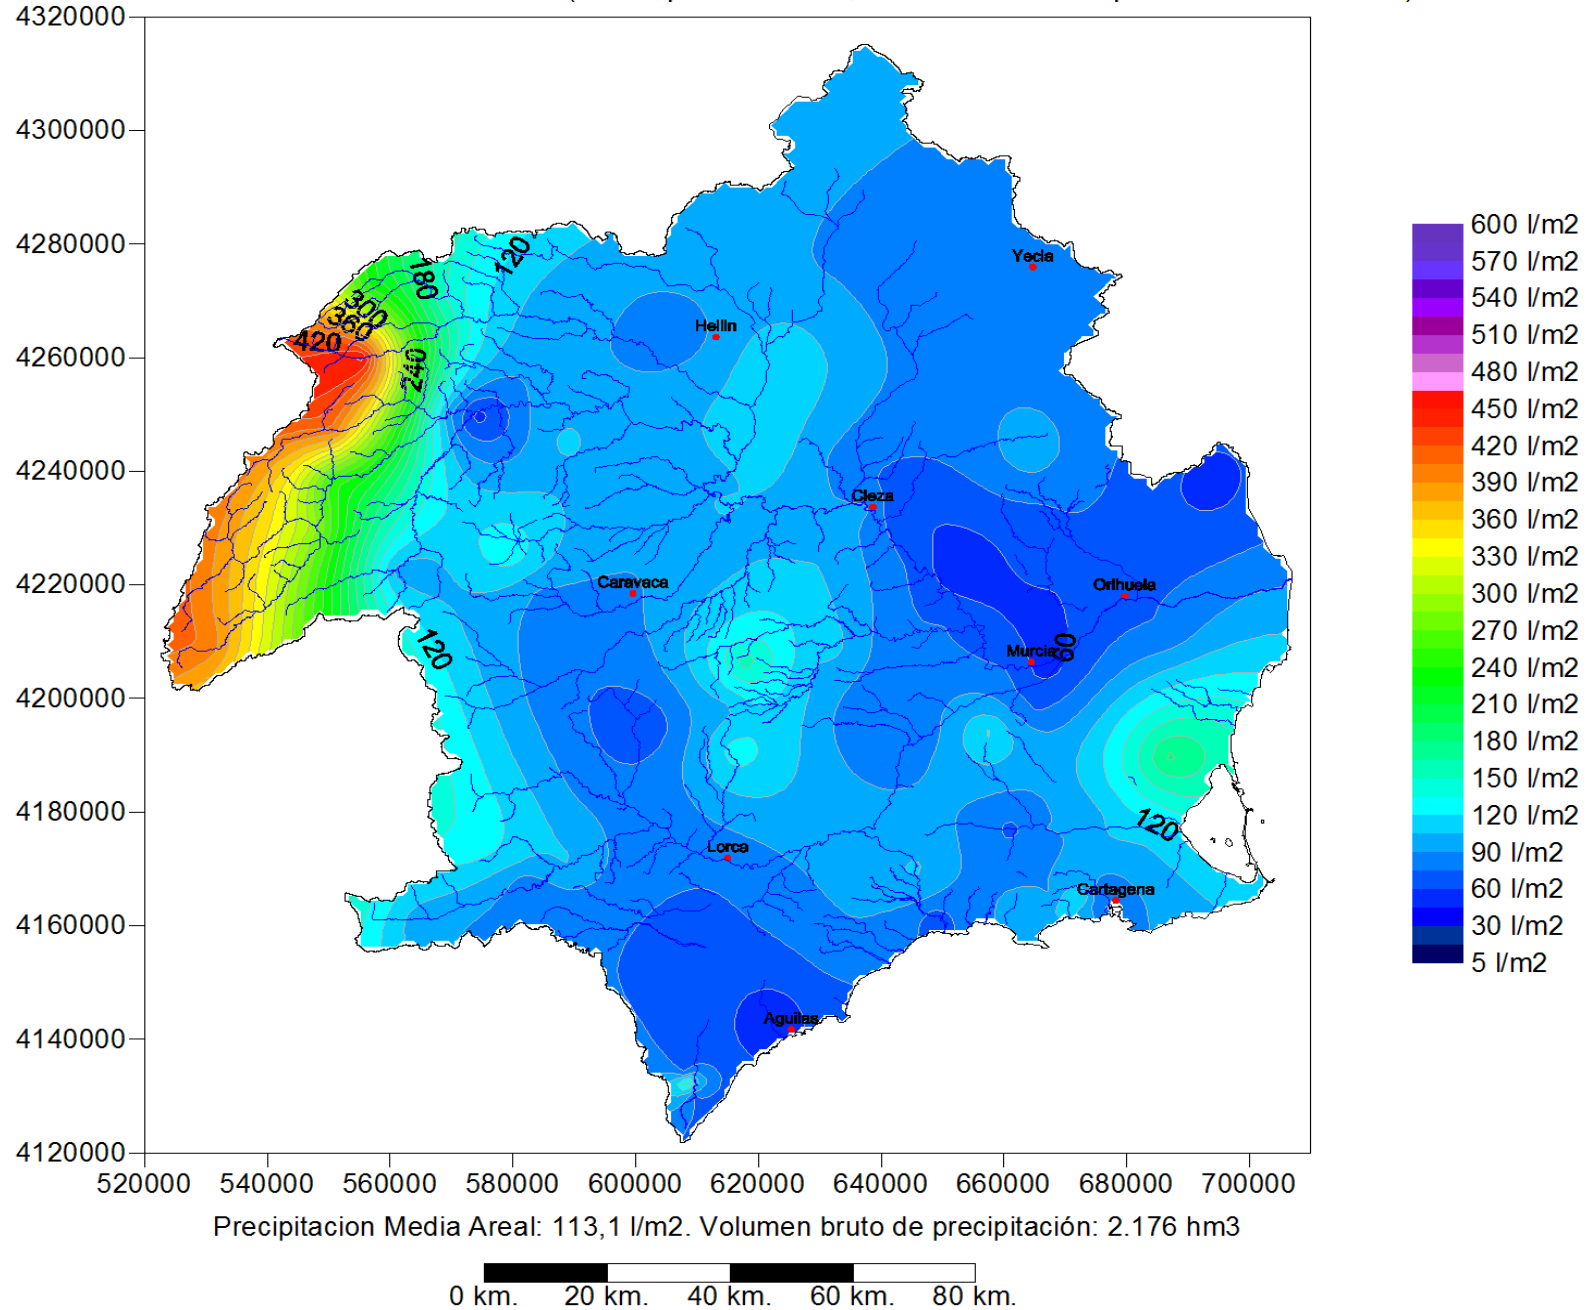 4320000
4300000
4280000
4260000
4240000
4220000
4200000
4180000
4160000
4140000
4120000
520000 540000 560000 580000 600000 620000 640000 660000 680000 700000
120
180
300
360
420
240
120
60
120
Yecla
Hellin
Cieza
Caravaca
Orihuela
Murcia
Lorca
Cartagena
Aguilas
600 l/m2
570 l/m2
540 l/m2
510 l/m2
480 l/m2
450 l/m2
420 l/m2
390 l/m2
360 l/m2
330 l/m2
300 l/m2
270 l/m2
240 l/m2
210 l/m2
180 l/m2
150 l/m2
120 l/m2
90 l/m2
60 l/m2
30 l/m2
5 l/m2
Precipitacion Media Areal: 113,1 l/m2. Volumen bruto de precipitación: 2.176 hm3
0 km. 20 km. 40 km. 60 km. 80 km.